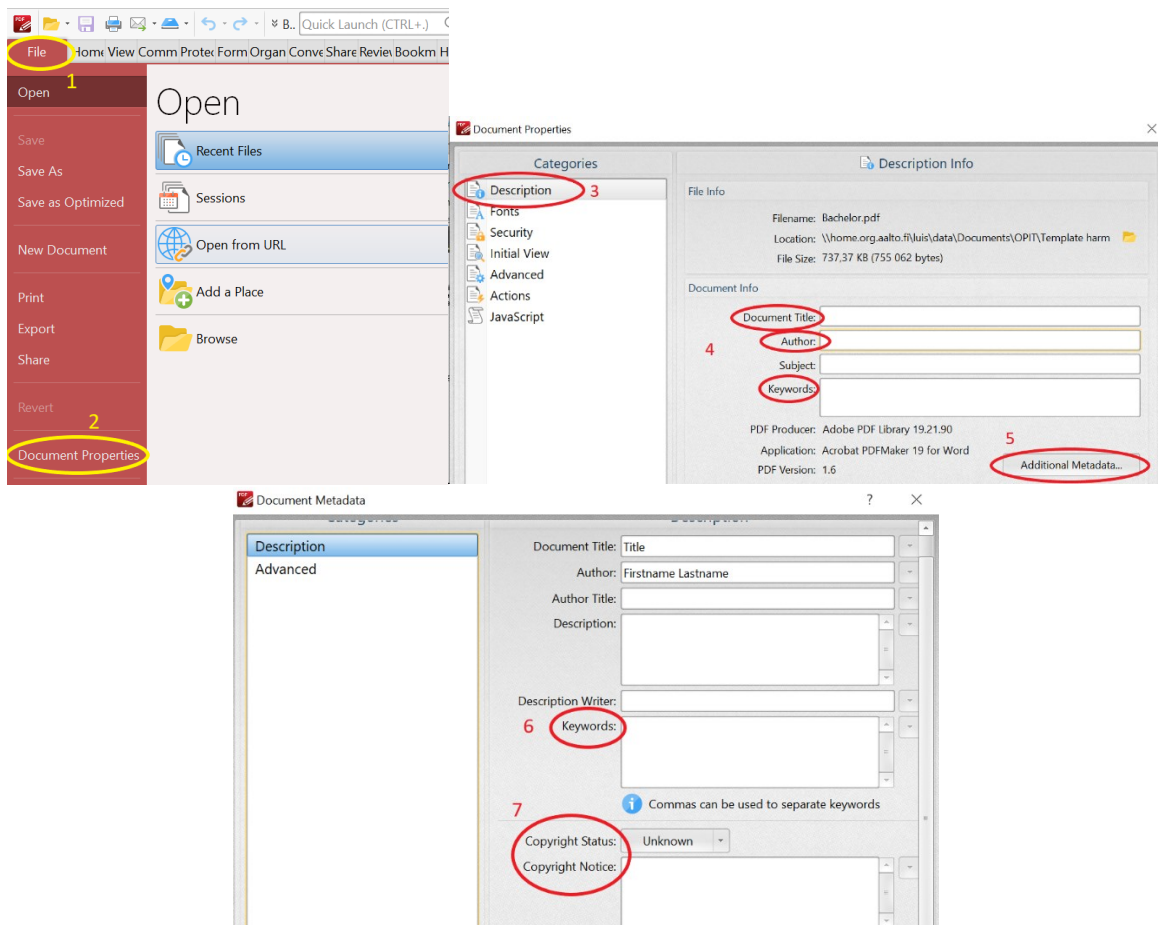 B.. Quick Launch (CTRL+.)
File Home View Comm Protec Form Organ Conve Share Review Bookm H
1
Open
Open
Recent Files
Save
Save As
Sessions
Save as Optimized
Open from URL
New Document
Add a Place
Print
Export
Browse
Share
Revert
2
Document Properties
Document Properties
Categories
Description
3
Fonts
Security
Initial View
Advanced
Actions
JavaScript
Description Info
File Info
Filename: Bachelor.pdf
Location: \\home.org.aalto.fi\luis\data\Documents\OPIT\Template harm
File Size: 737,37 KB (755 062 bytes)
Document Info
Document Title:
Author:
4
Subject:
Keywords:
PDF Producer: Adobe PDF Library 19.21.90
5
Application: Acrobat PDFMaker 19 for Word
Additional Metadata...
PDF Version: 1.6
Document Metadata ?
Categories
Description
Description
Advanced
Document Title: Title
Author: Firstname Lastname
Author Title:
Description:
Description Writer:
6 Keywords:
Commas can be used to separate keywords
7
Copyright Status: Unknown
Copyright Notice: